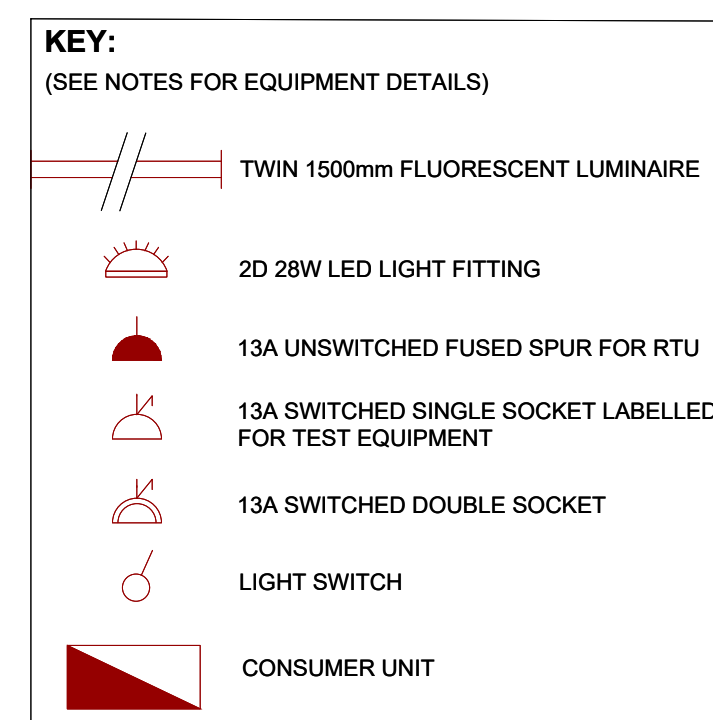 KEY:
(SEE NOTES FOR EQUIPMENT DETAILS)
TWIN 1500mm FLUORESCENT LUMINAIRE
2D 28W LED LIGHT FITTING
13A UNSWITCHED FUSED SPUR FOR RTU
13A SWITCHED SINGLE SOCKET LABELLED
FOR TEST EQUIPMENT
13A SWITCHED DOUBLE SOCKET
LIGHT SWITCH
CONSUMER UNIT